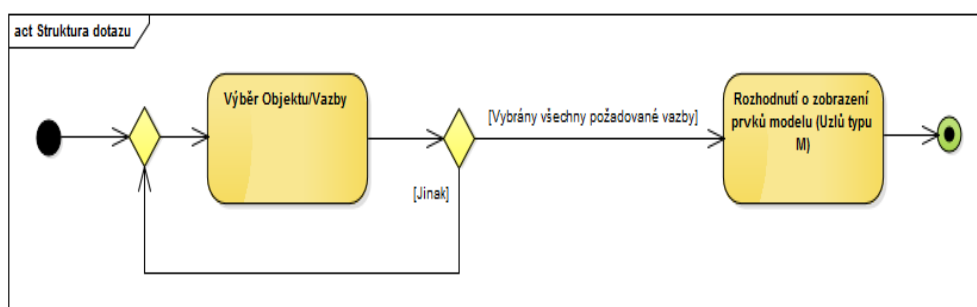 act Struktura dotazu
Výběr Objektu/Vazby
[Vybrány všechny požadované vazby]
[Jinak]
Rozhodnutí o zobrazení
prvků modelu (Uzlů typu
M)